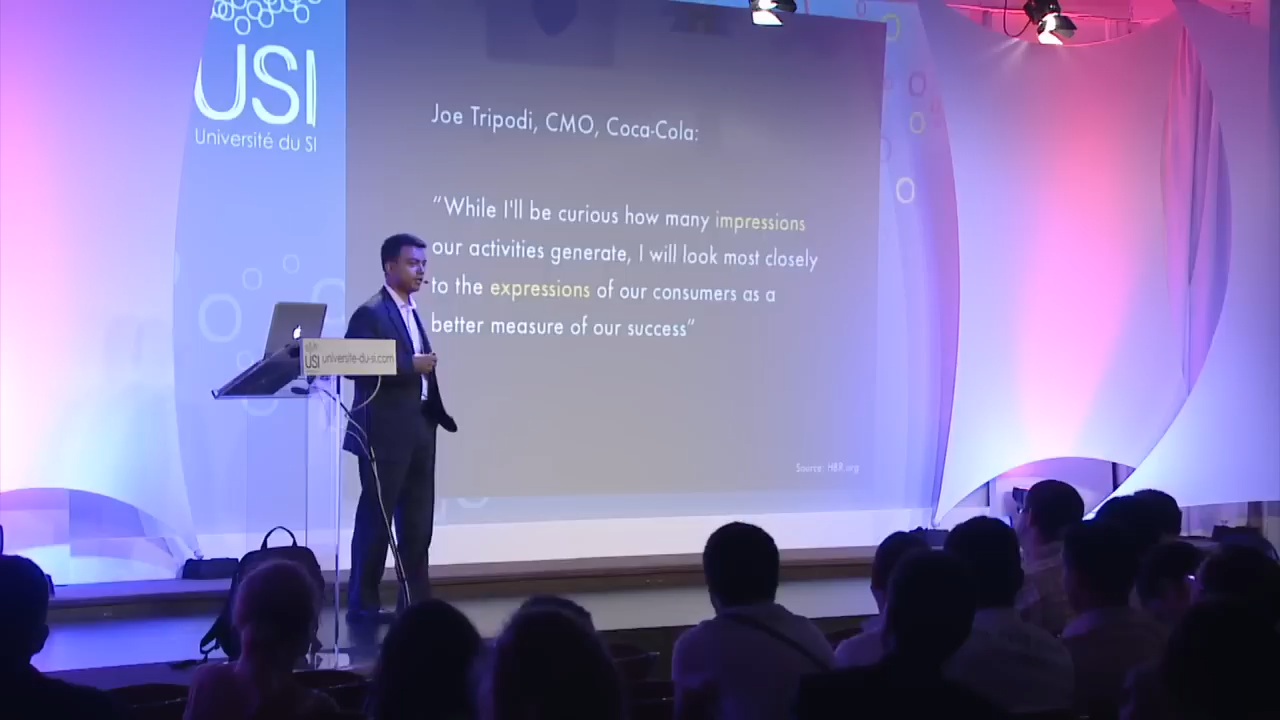 USI
Université du SI
Joe Tripodi, CMO, Coca-Cola:
“While I'll be curious how many impressions
our activities generate, I will look most closely
to the expressions of our consumers as a
better measure of our success”
Source: HBR.org
USI universite-du-si.com